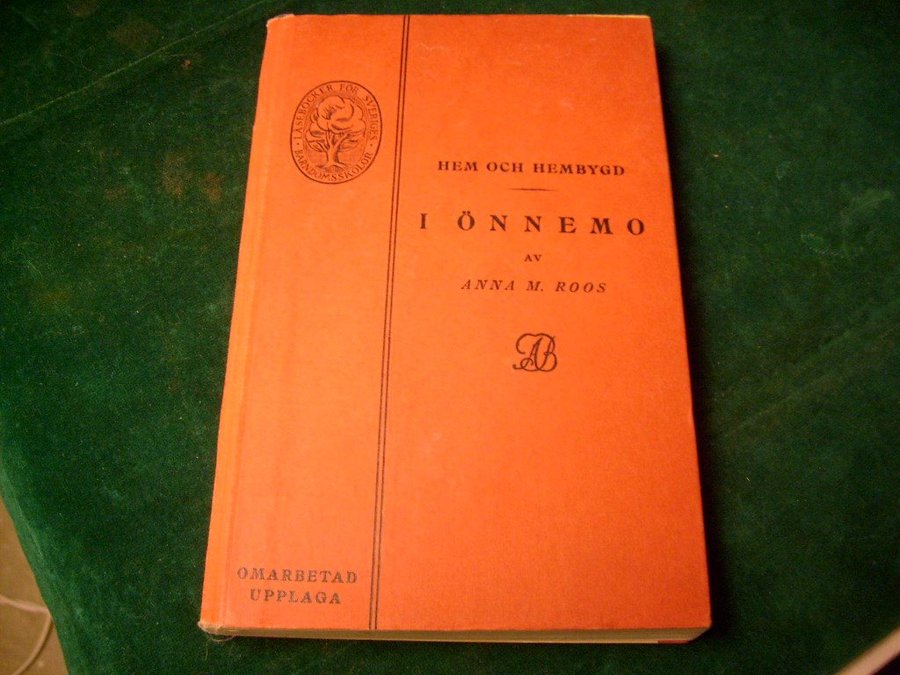 LÄSEBÖCKER FÖR SVERIGES
BARNDOMSSKOLOR
HEM OCH HEMBYGD
I ÖNNEMO
AV
ANNA M. ROOS
AB
OMARBETAD
UPPLAGA